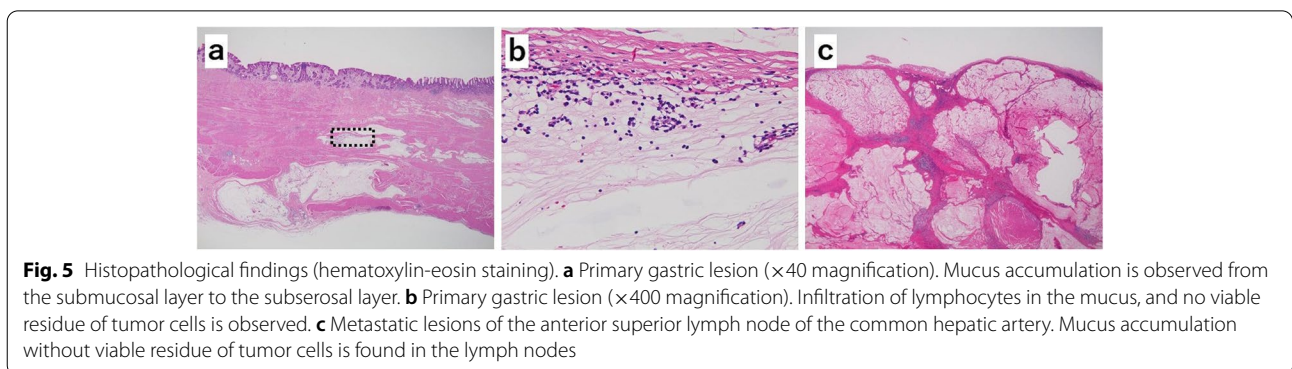 a
b
c
Fig. 5 Histopathological findings (hematoxylin-eosin staining). a Primary gastric lesion (×40 magnification). Mucus accumulation is observed from
the submucosal layer to the subserosal layer. b Primary gastric lesion (×400 magnification). Infiltration of lymphocytes in the mucus, and no viable
residue of tumor cells is observed. c Metastatic lesions of the anterior superior lymph node of the common hepatic artery. Mucus accumulation
without viable residue of tumor cells is found in the lymph nodes